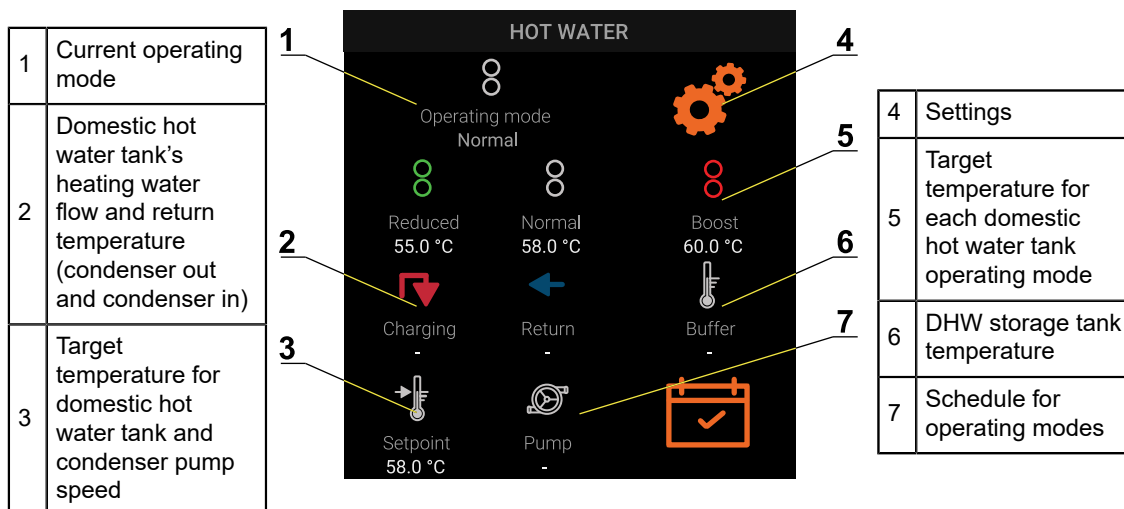 1
Current operating
mode
2
Domestic hot
water tank’s
heating water
flow and return
temperature
(condenser out
and condenser in)
3
Target
temperature for
domestic hot
water tank and
condenser pump
speed
HOT WATER
1
4
Operating mode
Normal
5
Reduced
Normal
Boost
55.0 °C
58.0 °C
60.0 °C
2
6
Charging
Return
Buffer
-
-
-
7
3
Setpoint
Pump
58.0 °C
-
4
Settings
5
Target
temperature for
each domestic
hot water tank
operating mode
6
DHW storage tank
temperature
7
Schedule for
operating modes